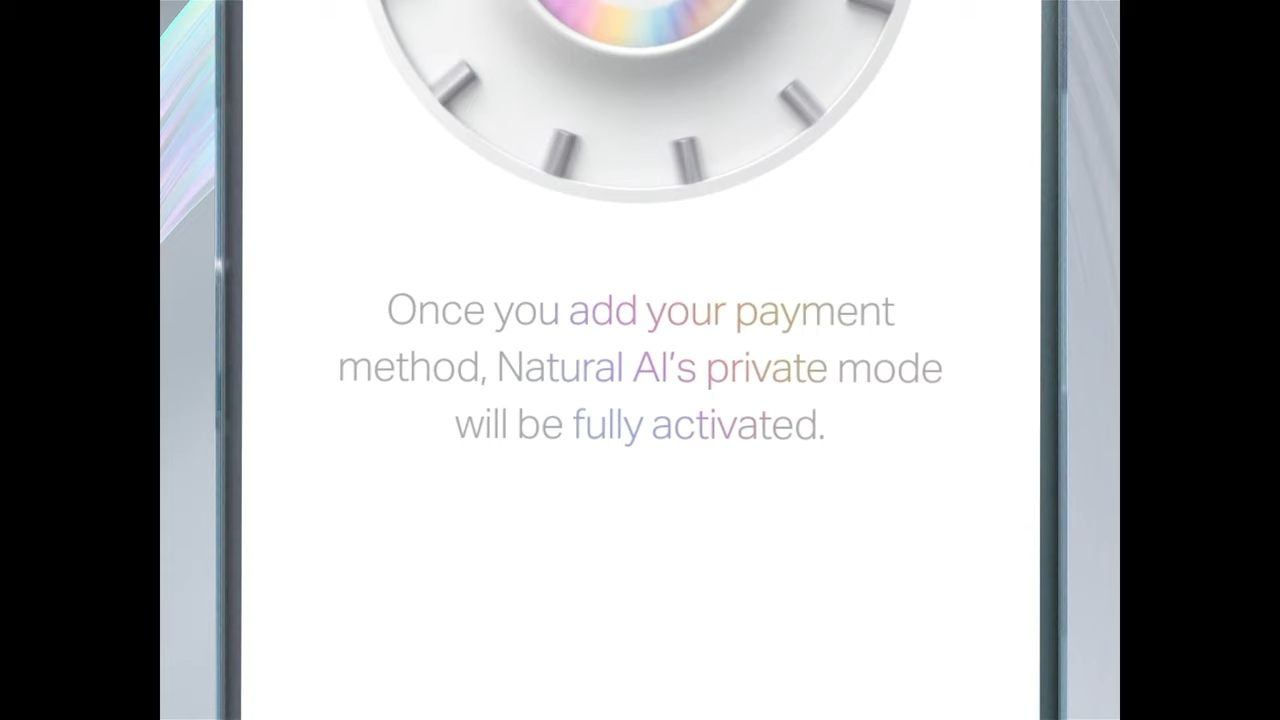 Once you add your payment
method, Natural AI's private mode
will be fully activated.